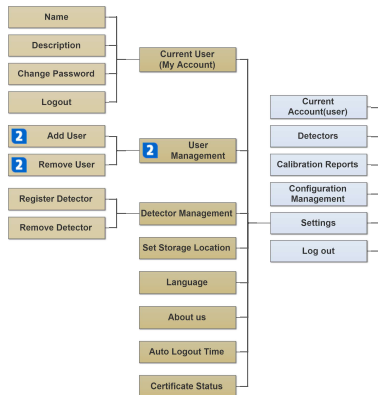 Name
Description
Change Password
Logout
2 Add User
2 Remove User
Register Detector
Remove Detector
Current User
(My Account)
2 User
Management
Detector Management
Set Storage Location
Language
About us
Auto Logout Time
Certificate Status
Current
Account(user)
Detectors
Calibration Reports
Configuration
Management
Settings
Log out